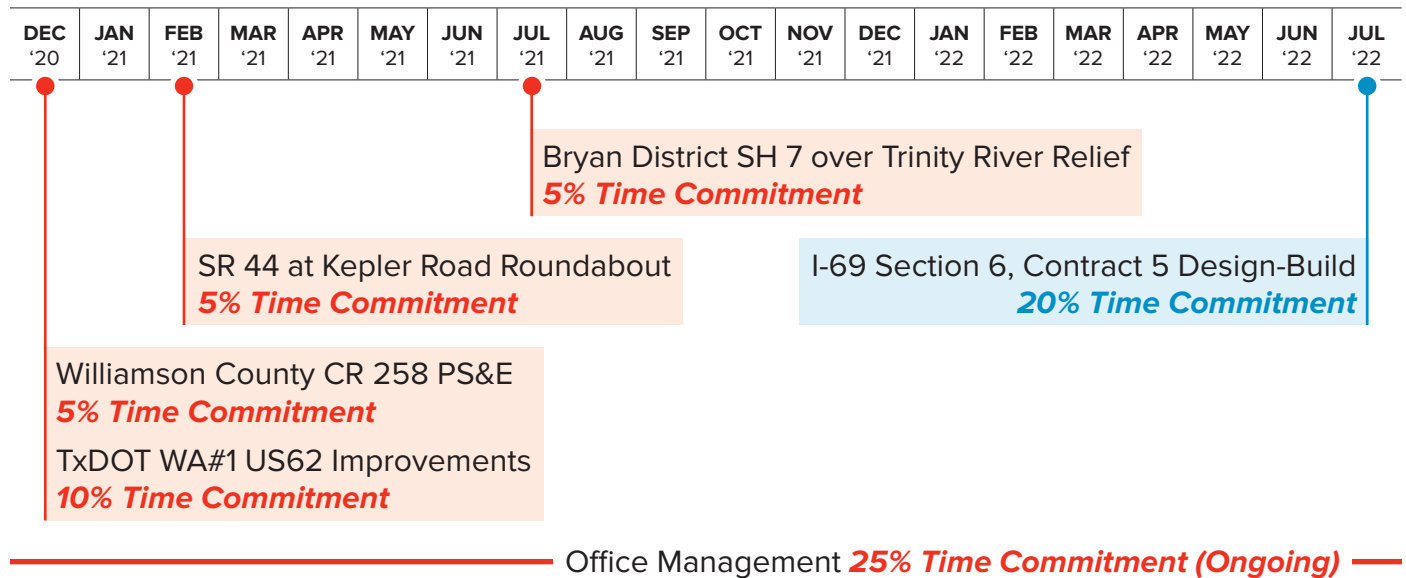 DEC JAN FEB MAR APR MAY JUN JUL AUG SEP OCT NOV DEC JAN FEB MAR APR MAY JUN JUL
‘20 ‘21 ‘21 ‘21 ‘21 ‘21 ‘21 ‘21 ‘21 ‘21 ‘21 ‘21 ‘21 ‘22 ‘22 ‘22 ‘22 ‘22 ‘22 ‘22
Bryan District SH 7 over Trinity River Relief
5% Time Commitment
SR 44 at Kepler Road Roundabout
5% Time Commitment
I-69 Section 6, Contract 5 Design-Build
20% Time Commitment
Williamson County CR 258 PS&E
5% Time Commitment
TxDOT WA#1 US62 Improvements
10% Time Commitment
Office Management 25% Time Commitment (Ongoing)